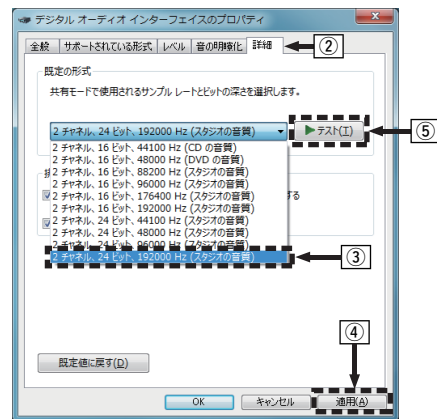 デジタル オーディオ インターフェイスのプロパティ
全般 サポートされている形式 レベル 音の明瞭化 詳細 ②
既定の形式
共有モードで使用されるサンプル レートとビットの深さを選択します。
2 チャネル、24 ビット、192000 Hz (スタジオの音質) テスト(T) ⑤
2 チャネル、16 ビット、44100 Hz (CD の音質)
2 チャネル、16 ビット、48000 Hz (DVD の音質)
2 チャネル、16 ビット、88200 Hz (スタジオの音質)
2 チャネル、16 ビット、96000 Hz (スタジオの音質)
2 チャネル、16 ビット、176400 Hz (スタジオの音質)
2 チャネル、16 ビット、192000 Hz (スタジオの音質)
2 チャネル、24 ビット、44100 Hz (スタジオの音質)
2 チャネル、24 ビット、48000 Hz (スタジオの音質)
2 チャネル、24 ビット、96000 Hz (スタジオの音質)
2 チャネル、24 ビット、192000 Hz (スタジオの音質) ③
する
④
既定値に戻す(D)
OK キャンセル 適用(A)